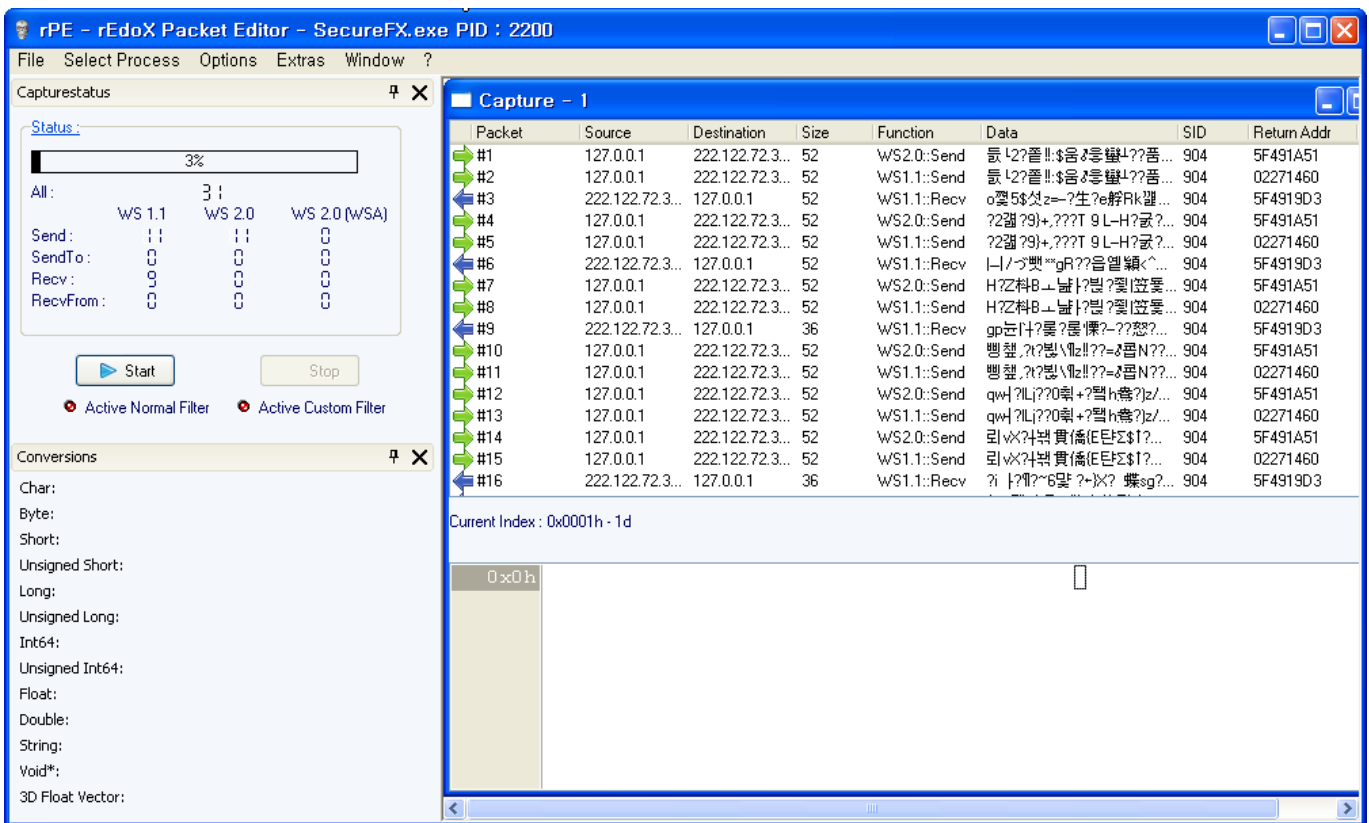 rPE - rEdoX Packet Editor - SecureFX.exe PID : 2200
File Select Process Options Extras Window ?
Capturestatus
Status :
3%
All : 31
WS 1.1 WS 2.0 WS 2.0 (WSA)
Send : 11 11 0
SendTo : 0 0 0
Recv : 9 0 0
RecvFrom : 0 0 0
Start Stop
Active Normal Filter Active Custom Filter
Conversions
Char:
Byte:
Short:
Unsigned Short:
Long:
Unsigned Long:
Int64:
Unsigned Int64:
Float:
Double:
String:
Void*:
3D Float Vector:
Capture - 1
Packet Source Destination Size Function Data SID Return Addr
#1 127.0.0.1 222.122.72.3... 52 WS2.0::Send 904 5F491A51
#2 127.0.0.1 222.122.72.3... 52 WS1.1::Send 904 02271460
#3 222.122.72.3... 127.0.0.1 52 WS1.1::Recv 904 5F4919D3
#4 127.0.0.1 222.122.72.3... 52 WS2.0::Send 904 5F491A51
#5 127.0.0.1 222.122.72.3... 52 WS1.1::Send 904 02271460
#6 222.122.72.3... 127.0.0.1 52 WS1.1::Recv 904 5F4919D3
#7 127.0.0.1 222.122.72.3... 52 WS2.0::Send 904 5F491A51
#8 127.0.0.1 222.122.72.3... 52 WS1.1::Send 904 02271460
#9 222.122.72.3... 127.0.0.1 36 WS1.1::Recv 904 5F4919D3
#10 127.0.0.1 222.122.72.3... 52 WS2.0::Send 904 5F491A51
#11 127.0.0.1 222.122.72.3... 52 WS1.1::Send 904 02271460
#12 127.0.0.1 222.122.72.3... 52 WS2.0::Send 904 5F491A51
#13 127.0.0.1 222.122.72.3... 52 WS1.1::Send 904 02271460
#14 127.0.0.1 222.122.72.3... 52 WS2.0::Send 904 5F491A51
#15 127.0.0.1 222.122.72.3... 52 WS1.1::Send 904 02271460
#16 222.122.72.3... 127.0.0.1 36 WS1.1::Recv 904 5F4919D3
Current Index : 0x0001h - 1d
0x0h